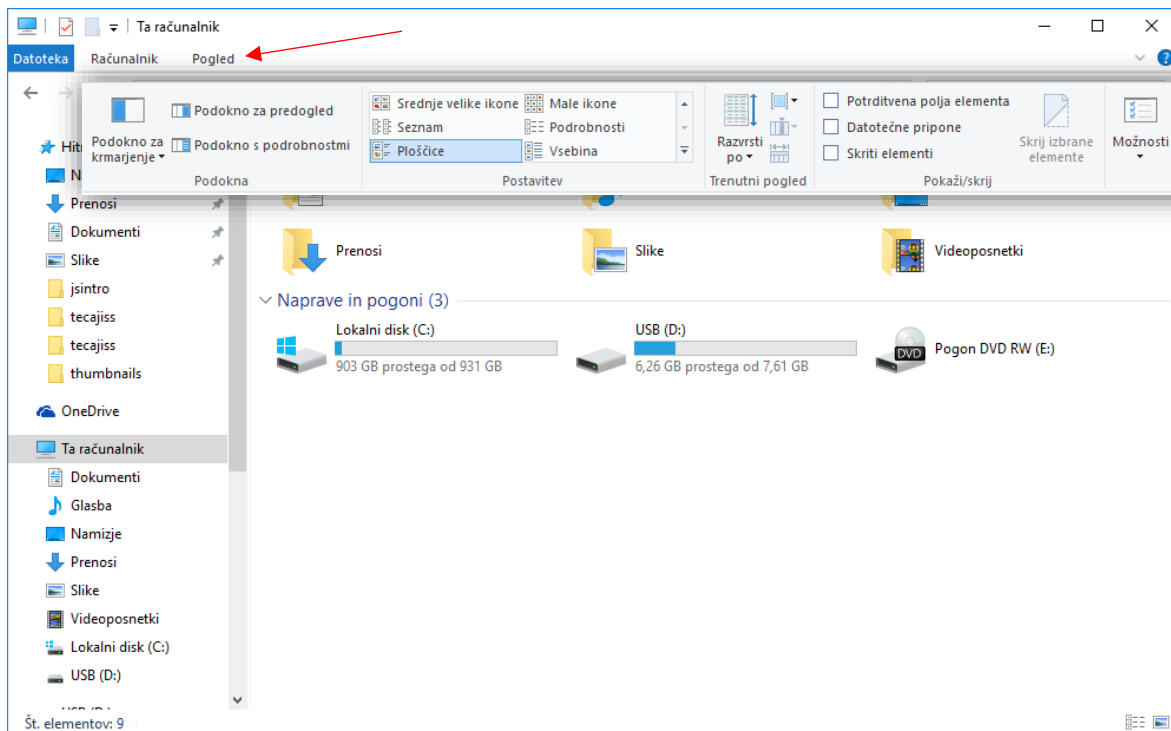 Ta računalnik
Datoteka Računalnik Pogled
Podokno za krmarjenje
Podokno za predogled
Podokno s podrobnostmi
Podokna
Srednje velike ikone Male ikone
Seznam Podrobnosti
Ploščice Vsebina
Postavitev
Razvrsti po
Trenutni pogled
Potrditvena polja elementa
Datotečne pripone
Skriti elementi
Skrij izbrane elemente
Pokaži/skrij
Možnosti
Prenosi
Dokumenti
Slike
jsintro
tecajiss
tecajiss
thumbnails
OneDrive
Ta računalnik
Dokumenti
Glasba
Namizje
Prenosi
Slike
Videoposnetki
Lokalni disk (C:)
USB (D:)
Prenosi Slike Videoposnetki
Naprave in pogoni (3)
Lokalni disk (C:)
903 GB prostega od 931 GB
USB (D:)
6,26 GB prostega od 7,61 GB
DVD
Pogon DVD RW (E:)
Št. elementov: 9